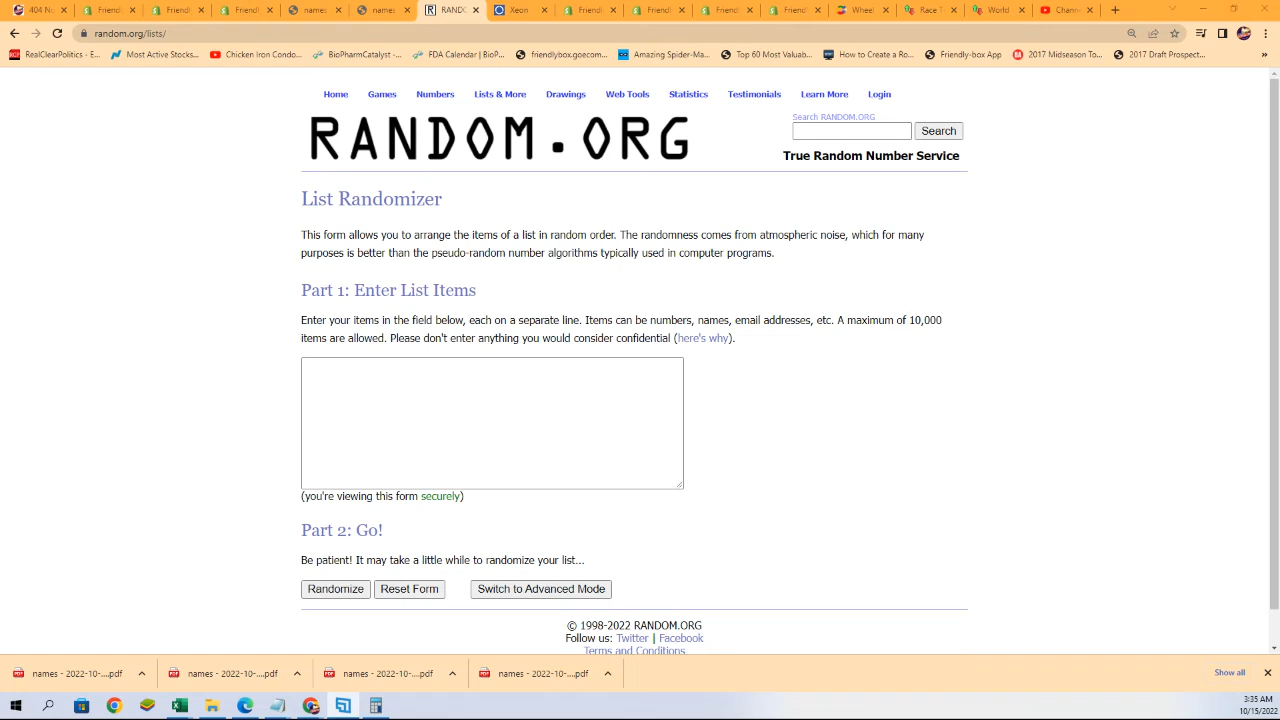 404 N
Friendl
Friendl
Friendl
names
names
RANDO
Xeon
Friendl
Friendl
Friendl
Friendl
Wheel
Race T
World
Chann
random.org/lists/
RealClearPolitics - E...
Most Active Stocks...
Chicken Iron Condo...
BioPharmCatalyst -...
FDA Calendar | BioP...
friendlybox.goecom...
Amazing Spider-Ma...
Top 60 Most Valuab...
How to Create a Ro...
Friendly-box App
2017 Midseason To...
2017 Draft Prospect...
»
Home Games Numbers Lists & More Drawings Web Tools Statistics Testimonials Learn More Login
RANDOM.ORG
Search RANDOM.ORG
Search
True Random Number Service
List Randomizer
This form allows you to arrange the items of a list in random order. The randomness comes from atmospheric noise, which for many
purposes is better than the pseudo-random number algorithms typically used in computer programs.
Part 1: Enter List Items
Enter your items in the field below, each on a separate line. Items can be numbers, names, email addresses, etc. A maximum of 10,000
items are allowed. Please don't enter anything you would consider confidential (here's why).
(you're viewing this form securely)
Part 2: Go!
Be patient! It may take a little while to randomize your list...
Randomize Reset Form Switch to Advanced Mode
© 1998-2022 RANDOM.ORG
Follow us: Twitter | Facebook
Terms and Conditions
names - 2022-10-....pdf
names - 2022-10-....pdf
names - 2022-10-....pdf
names - 2022-10-....pdf
Show all
3:35 AM
10/15/2022